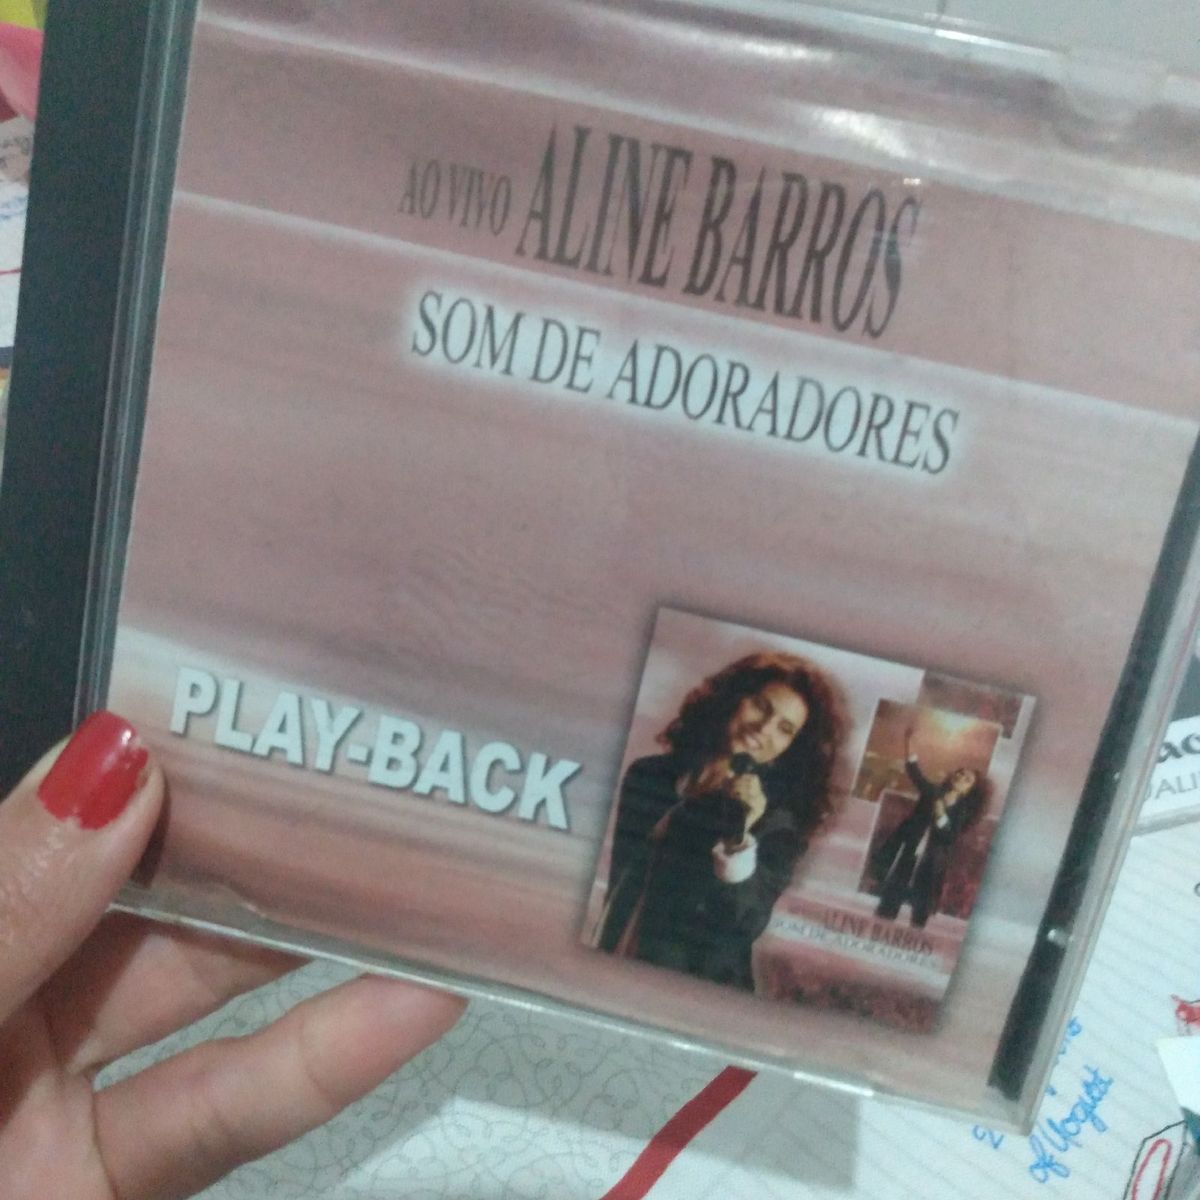 AO VIVO ALINE BARROS
SOM DE ADORADORES
PLAY-BACK
ALINE BARROS
SOM DE ADORADORES